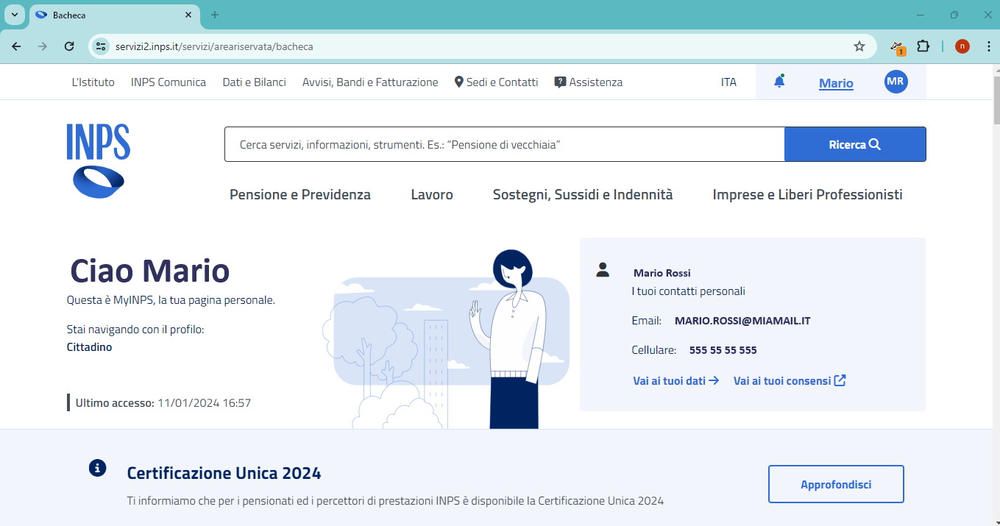 Bacheca
servizi2.inps.it/servizi/areariservata/bacheca
1
n
L'Istituto INPS Comunica Dati e Bilanci Avvisi, Bandi e Fatturazione Sedi e Contatti ? Assistenza ITA Mario MR
INPS
Cerca servizi, informazioni, strumenti. Es.: “Pensione di vecchiaia” Ricerca
Pensione e Previdenza Lavoro Sostegni, Sussidi e Indennità Imprese e Liberi Professionisti
Ciao Mario
Questa è MyINPS, la tua pagina personale.
Stai navigando con il profilo:
Cittadino
Ultimo accesso: 11/01/2024 16:57
Mario Rossi
I tuoi contatti personali
Email: MARIO.ROSSI@MIAMAIL.IT
Cellulare: 555 55 55 555
Vai ai tuoi dati Vai ai tuoi consensi
Certificazione Unica 2024
Ti informiamo che per i pensionati ed i percettori di prestazioni INPS è disponibile la Certificazione Unica 2024
Approfondisci